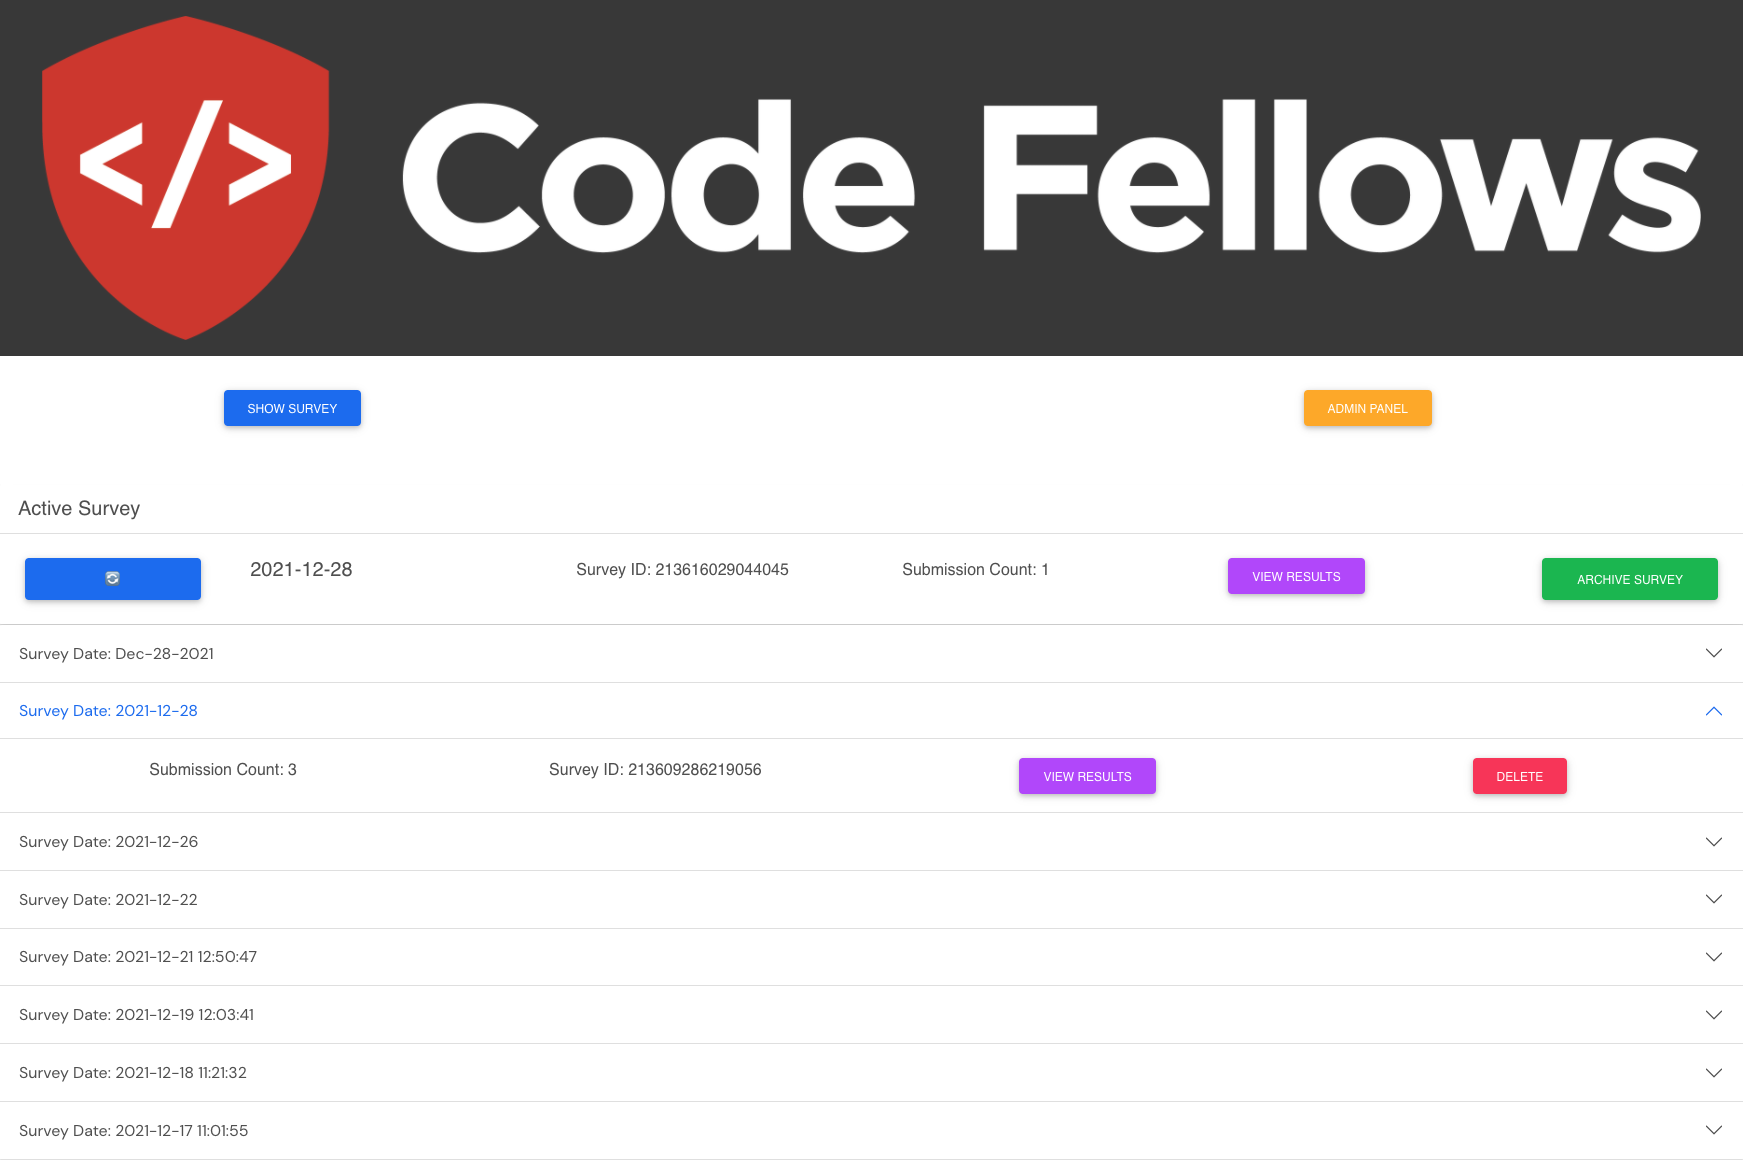 </> Code Fellows
SHOW SURVEY ADMIN PANEL
Active Survey
2021-12-28 Survey ID: 213616029044045 Submission Count: 1 VIEW RESULTS ARCHIVE SURVEY
Survey Date: Dec-28-2021
Survey Date: 2021-12-28
Submission Count: 3 Survey ID: 213609286219056 VIEW RESULTS DELETE
Survey Date: 2021-12-26
Survey Date: 2021-12-22
Survey Date: 2021-12-21 12:50:47
Survey Date: 2021-12-19 12:03:41
Survey Date: 2021-12-18 11:21:32
Survey Date: 2021-12-17 11:01:55